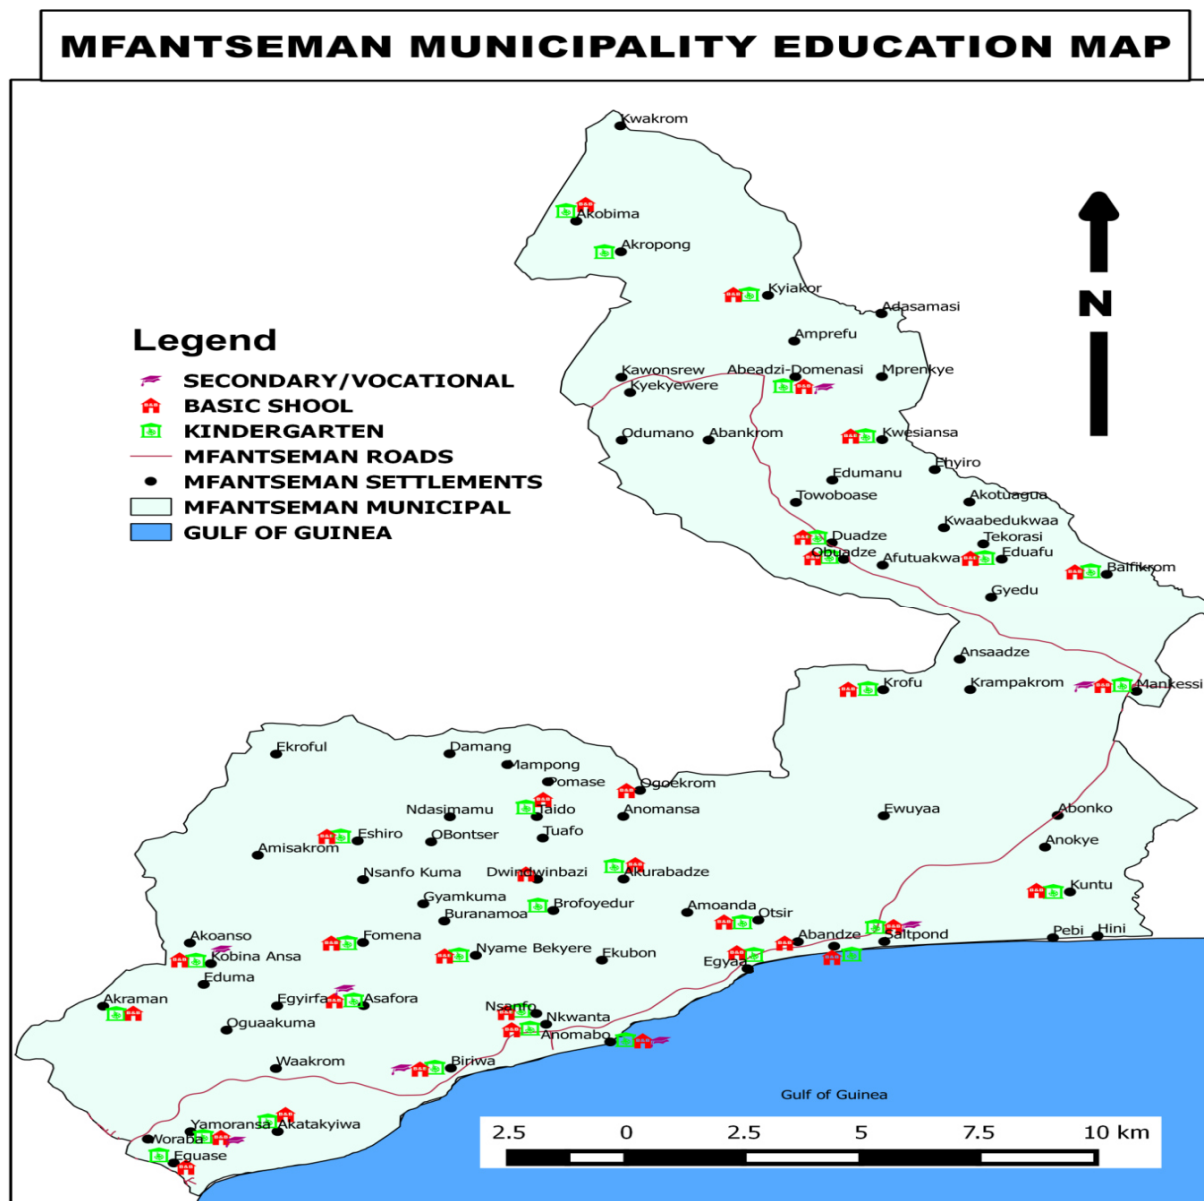 MFANTSEMAN MUNICIPALITY EDUCATION MAP
Kwakrom
Akobima
Akropong
Kyiakor
Adasamasi
N
Legend
SECONDARY/VOCATIONAL
BASIC SHOOL
KINDERGARTEN
MFANTSEMAN ROADS
MFANTSEMAN SETTLEMENTS
MFANTSEMAN MUNICIPAL
GULF OF GUINEA
Amprefu
Kawonsrew
Abeadzi-Domenasi
Mprenkye
Kyekyewere
Odumano
Abankrom
Kwesiansa
Ehyiro
Edumanu
Towoboase
Akotuagua
Kwaabedukwaa
Duadze
Tekorasi
Obuadze
Afutuakwa
Eduafu
Baifikrom
Gyedu
Ansaadze
Krofu
Krampakrom
Mankessi
Ekroful
Damang
Mampong
Pomase
Ogoekrom
Ndasimamu
Taido
Anomansa
Ewuyaa
Abonko
Eshiro
OBontser
Tuafo
Anokye
Amisakrom
Nsanfo Kuma
Dwindwinbazi
Akurabadze
Kuntu
Gyamkuma
Buranamoa
Brofoyedur
Amoanda
Otsir
Akoanso
Fomena
Abandze
Saltpond
Pebi
Hini
Kobina Ansa
Nyame Bekyere
Ekubon
Egyaa
Eduma
Akraman
Egyirfa
Asafora
Nsanfo
Oguaakuma
Nkwanta
Anomabo
Waakrom
Biriwa
Gulf of Guinea
Yamoransa
Akatakyiwa
Woraba
Eguase
2.5 0 2.5 5 7.5 10 km